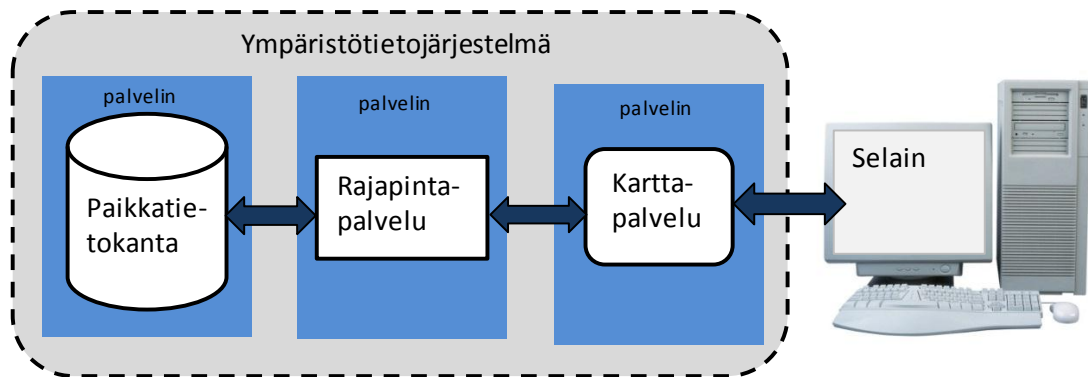 Ympäristötietojärjestelmä
palvelin
Paikkatie-
tokanta
palvelin
Rajapinta-
palvelu
palvelin
Kartta-
palvelu
Selain